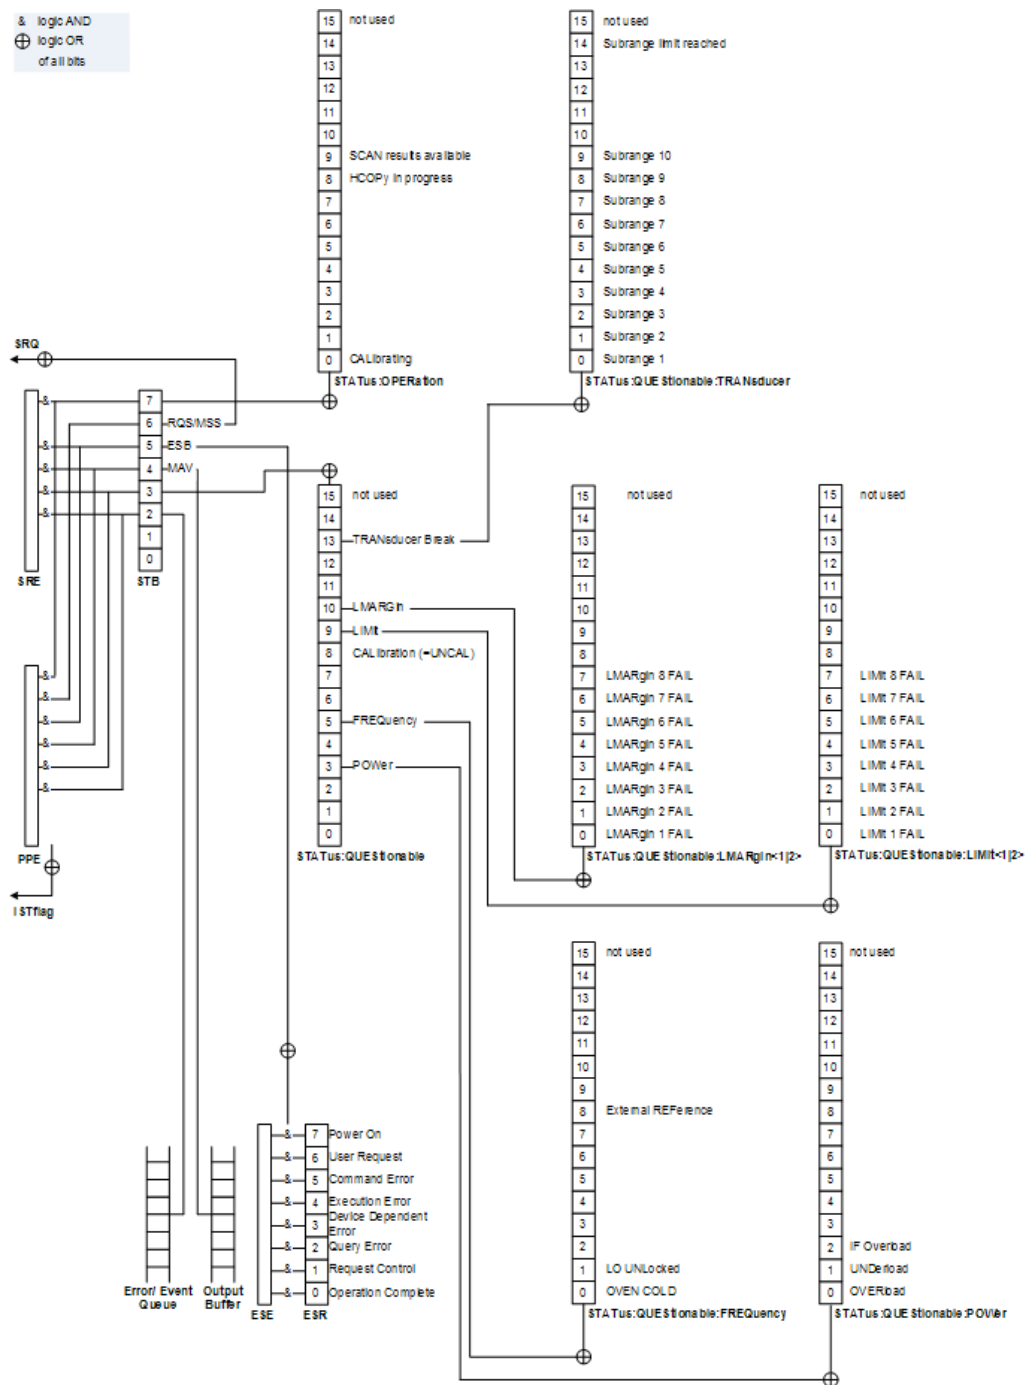 & logic AND
⊕ logic OR
of all bits
15 not used
14
13
12
11
10
9 SCAN results available
8 HCOPy in progress
7
6
5
4
3
2
1
0 CALibrating
STATus:OPERation
15 not used
14 Subrange limit reached
13
12
11
10
9 Subrange 10
8 Subrange 9
7 Subrange 8
6 Subrange 7
5 Subrange 6
4 Subrange 5
3 Subrange 4
2 Subrange 3
1 Subrange 2
0 Subrange 1
STATus:QUEStionable:TRANsducer
SRQ
&
&
&
&
&
SRE
7
6 RQS/MSS
5 ESB
4 MAV
3
2
1
0
STB
&
&
&
&
&
&
PPE
ISTflag
15 not used
14
13 TRANsducer Break
12
11
10 LMARGin
9 LIMit
8 CALibration (=UNCAL)
7
6
5 FREQuency
4
3 POWer
2
1
0
STATus:QUEStionable
15 not used
14
13
12
11
10
9
8
7 LMARgin 8 FAIL
6 LMARgin 7 FAIL
5 LMARgin 6 FAIL
4 LMARgin 5 FAIL
3 LMARgin 4 FAIL
2 LMARgin 3 FAIL
1 LMARgin 2 FAIL
0 LMARgin 1 FAIL
STATus:QUEStionable:LMARgin<1|2>
15 not used
14
13
12
11
10
9
8
7 LIMit 8 FAIL
6 LIMit 7 FAIL
5 LIMit 6 FAIL
4 LIMit 5 FAIL
3 LIMit 4 FAIL
2 LIMit 3 FAIL
1 LIMit 2 FAIL
0 LIMit 1 FAIL
STATus:QUEStionable:LIMit<1|2>
15 not used
14
13
12
11
10
9
8 External REFerence
7
6
5
4
3
2
1 LO UNLocked
0 OVEN COLD
STATus:QUEStionable:FREQuency
15 not used
14
13
12
11
10
9
8
7
6
5
4
3
2 IF Overload
1 UNDerload
0 OVERload
STATus:QUEStionable:POWer
Error/ Event
Queue
Output
Buffer
& 7 Power On
& 6 User Request
& 5 Command Error
& 4 Execution Error
& 3 Device Dependent
Error
& 2 Query Error
& 1 Request Control
& 0 Operation Complete
ESE
ESR